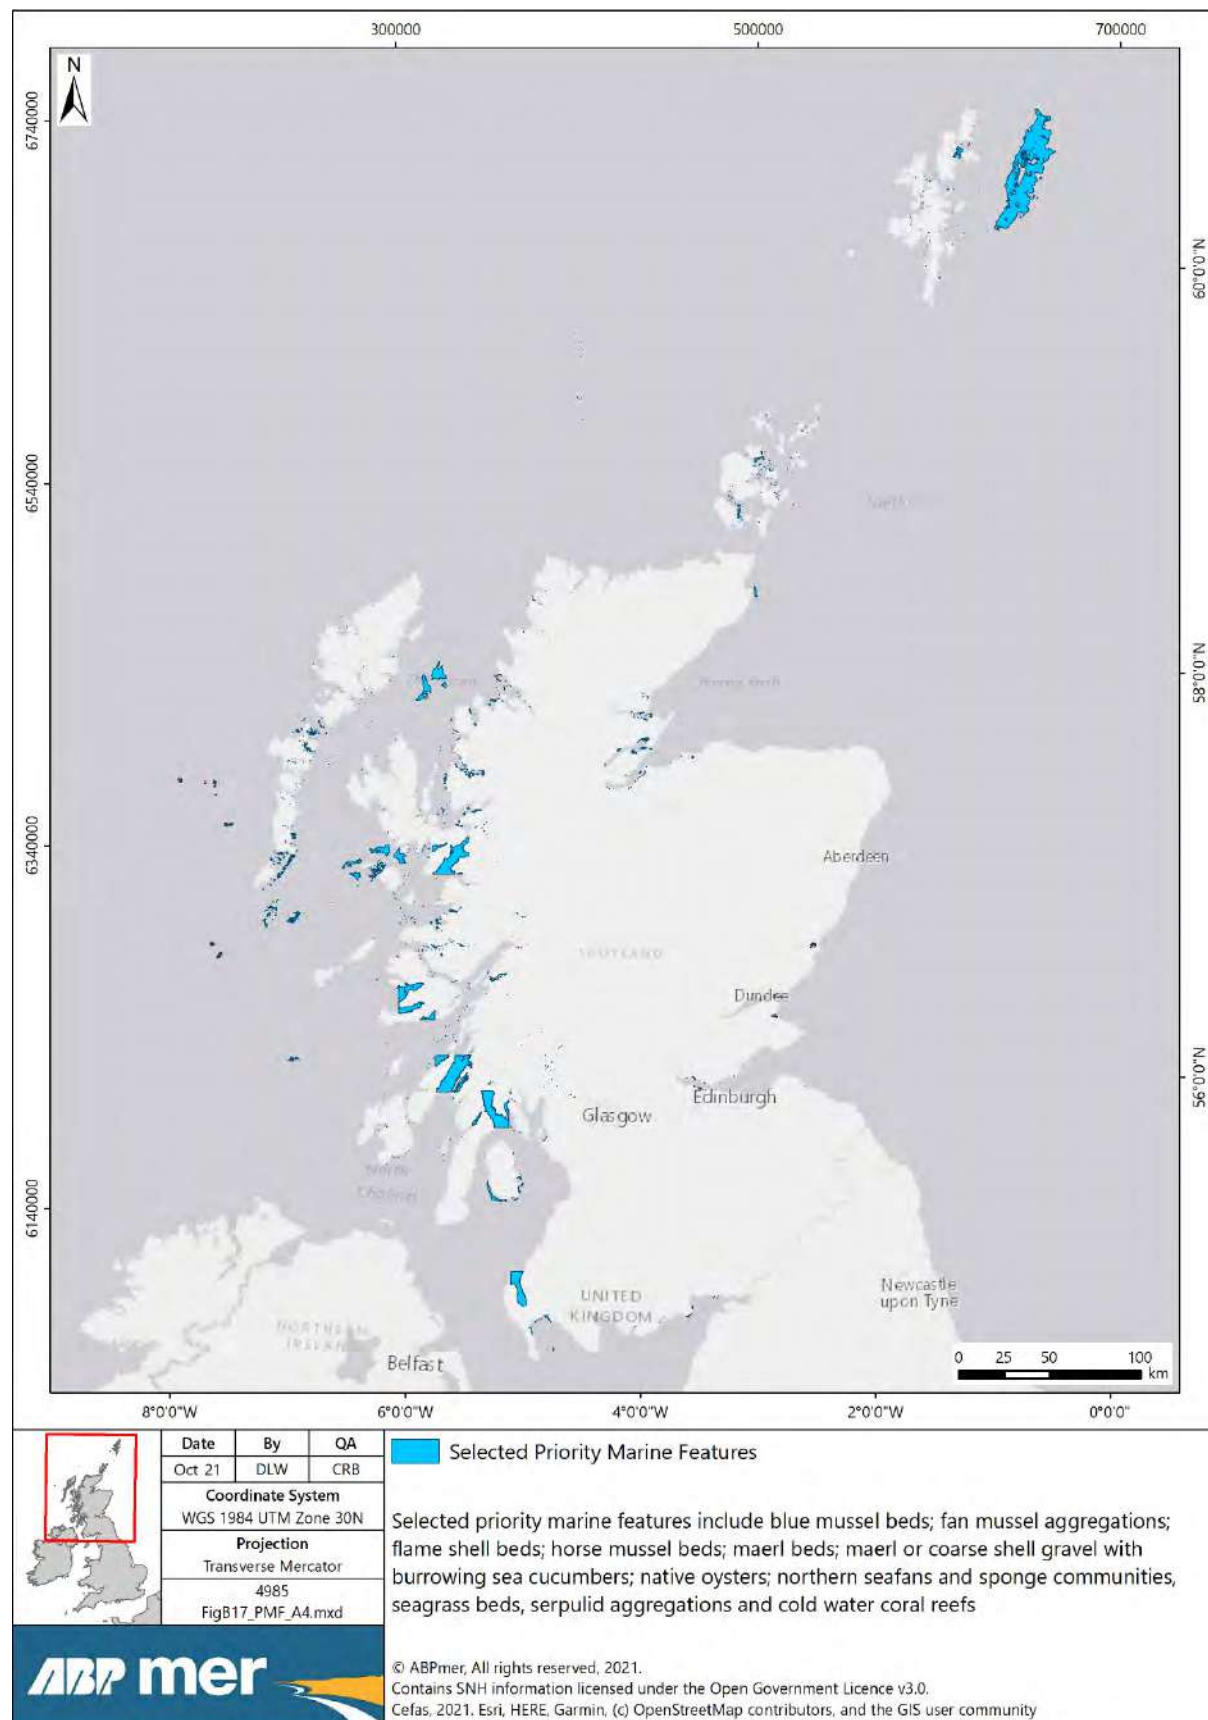 300000
500000
700000
N
6740000
60°0'0"N
6540000
58°0'0"N
6340000
Aberdeen
SCOTLAND
Dundee
Edinburgh
Glasgow
56°0'0"N
North
Channel
6140000
UNITED
KINGDOM
Newcastle
upon Tyne
NORTHERN
IRELAND
Belfast
0 25 50 100
km
8°0'0"W
6°0'0"W
4°0'0"W
2°0'0"W
0°0'0"
Date By QA
Oct 21 DLW CRB
Coordinate System
WGS 1984 UTM Zone 30N
Projection
Transverse Mercator
4985
FigB17_PMF_A4.mxd
ABPmer
Selected Priority Marine Features
Selected priority marine features include blue mussel beds; fan mussel aggregations;
flame shell beds; horse mussel beds; maerl beds; maerl or coarse shell gravel with
burrowing sea cucumbers; native oysters; northern seafans and sponge communities,
seagrass beds, serpulid aggregations and cold water coral reefs
© ABPmer, All rights reserved, 2021.
Contains SNH information licensed under the Open Government Licence v3.0.
Cefas, 2021. Esri, HERE, Garmin, (c) OpenStreetMap contributors, and the GIS user community